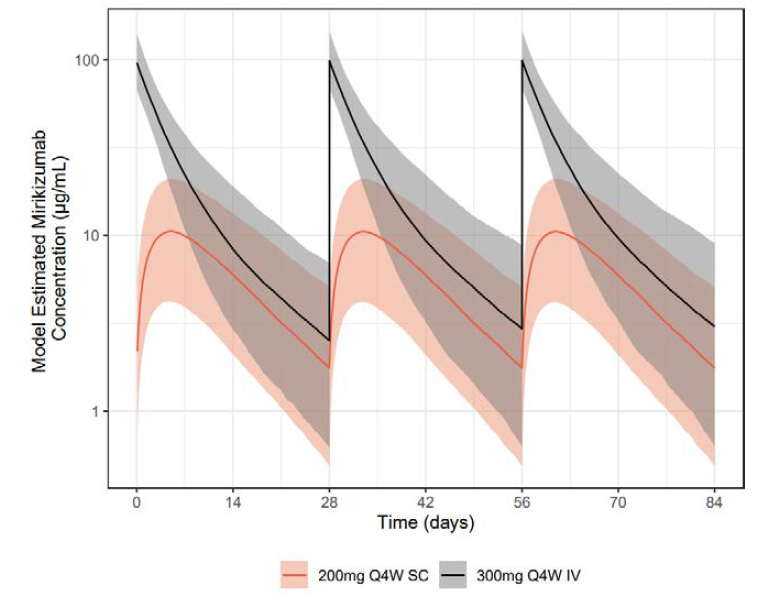 Model Estimated Mirikizumab
Concentration (µg/mL)
100
10
1
0 14 28 42 56 70 84
Time (days)
200mg Q4W SC 300mg Q4W IV